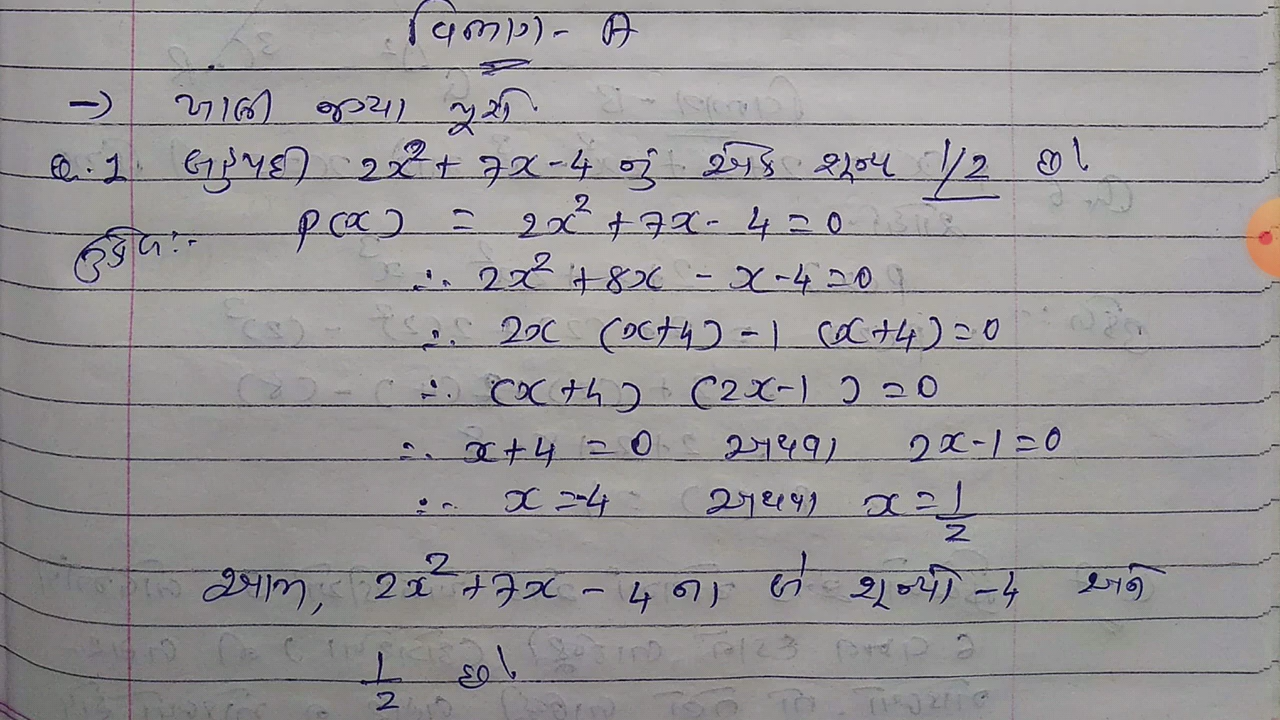 વિભાગ - A
→ ખાલી જગ્યા પૂરો.
Q. 1 બહુપદી 2x² + 7x - 4 નું એક શૂન્ય 1/2 છે.
ઉકેલ :- P(x) = 2x² + 7x - 4 = 0
∴ 2x² + 8x - x - 4 = 0
∴ 2x (x+4) - 1 (x+4) = 0
∴ (x+4) (2x-1) = 0
∴ x+4 = 0 અથવા 2x-1 = 0
∴ x = -4 અથવા x = 1/2
આમ, 2x² + 7x - 4 ના બે શૂન્યો -4 અને
1/2 છે.